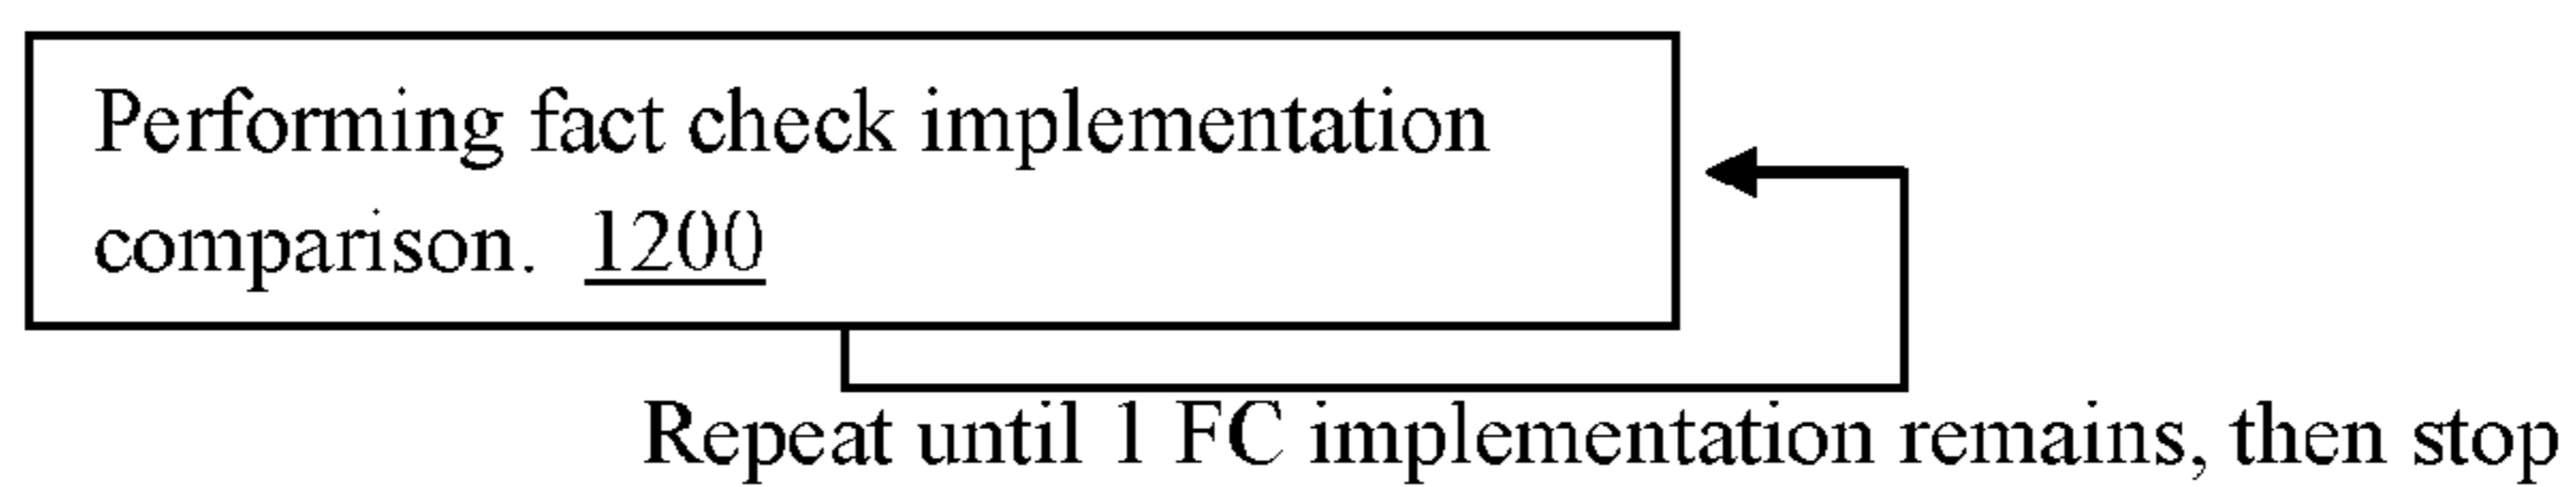 Performing fact check implementation
comparison. 1200
Repeat until 1 FC implementation remains, then stop